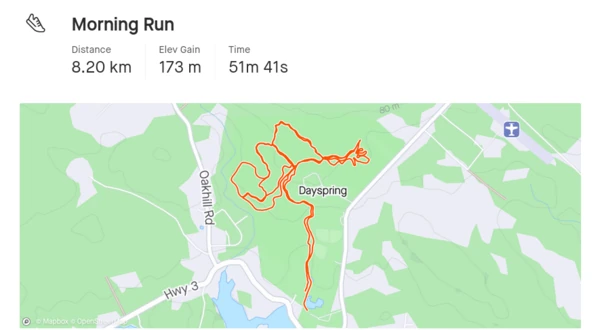 Morning Run
Distance Elev Gain Time
8.20 km 173 m 51m 41s
80 m
Oakhill Rd
Dayspring
Hwy 3
© Mapbox